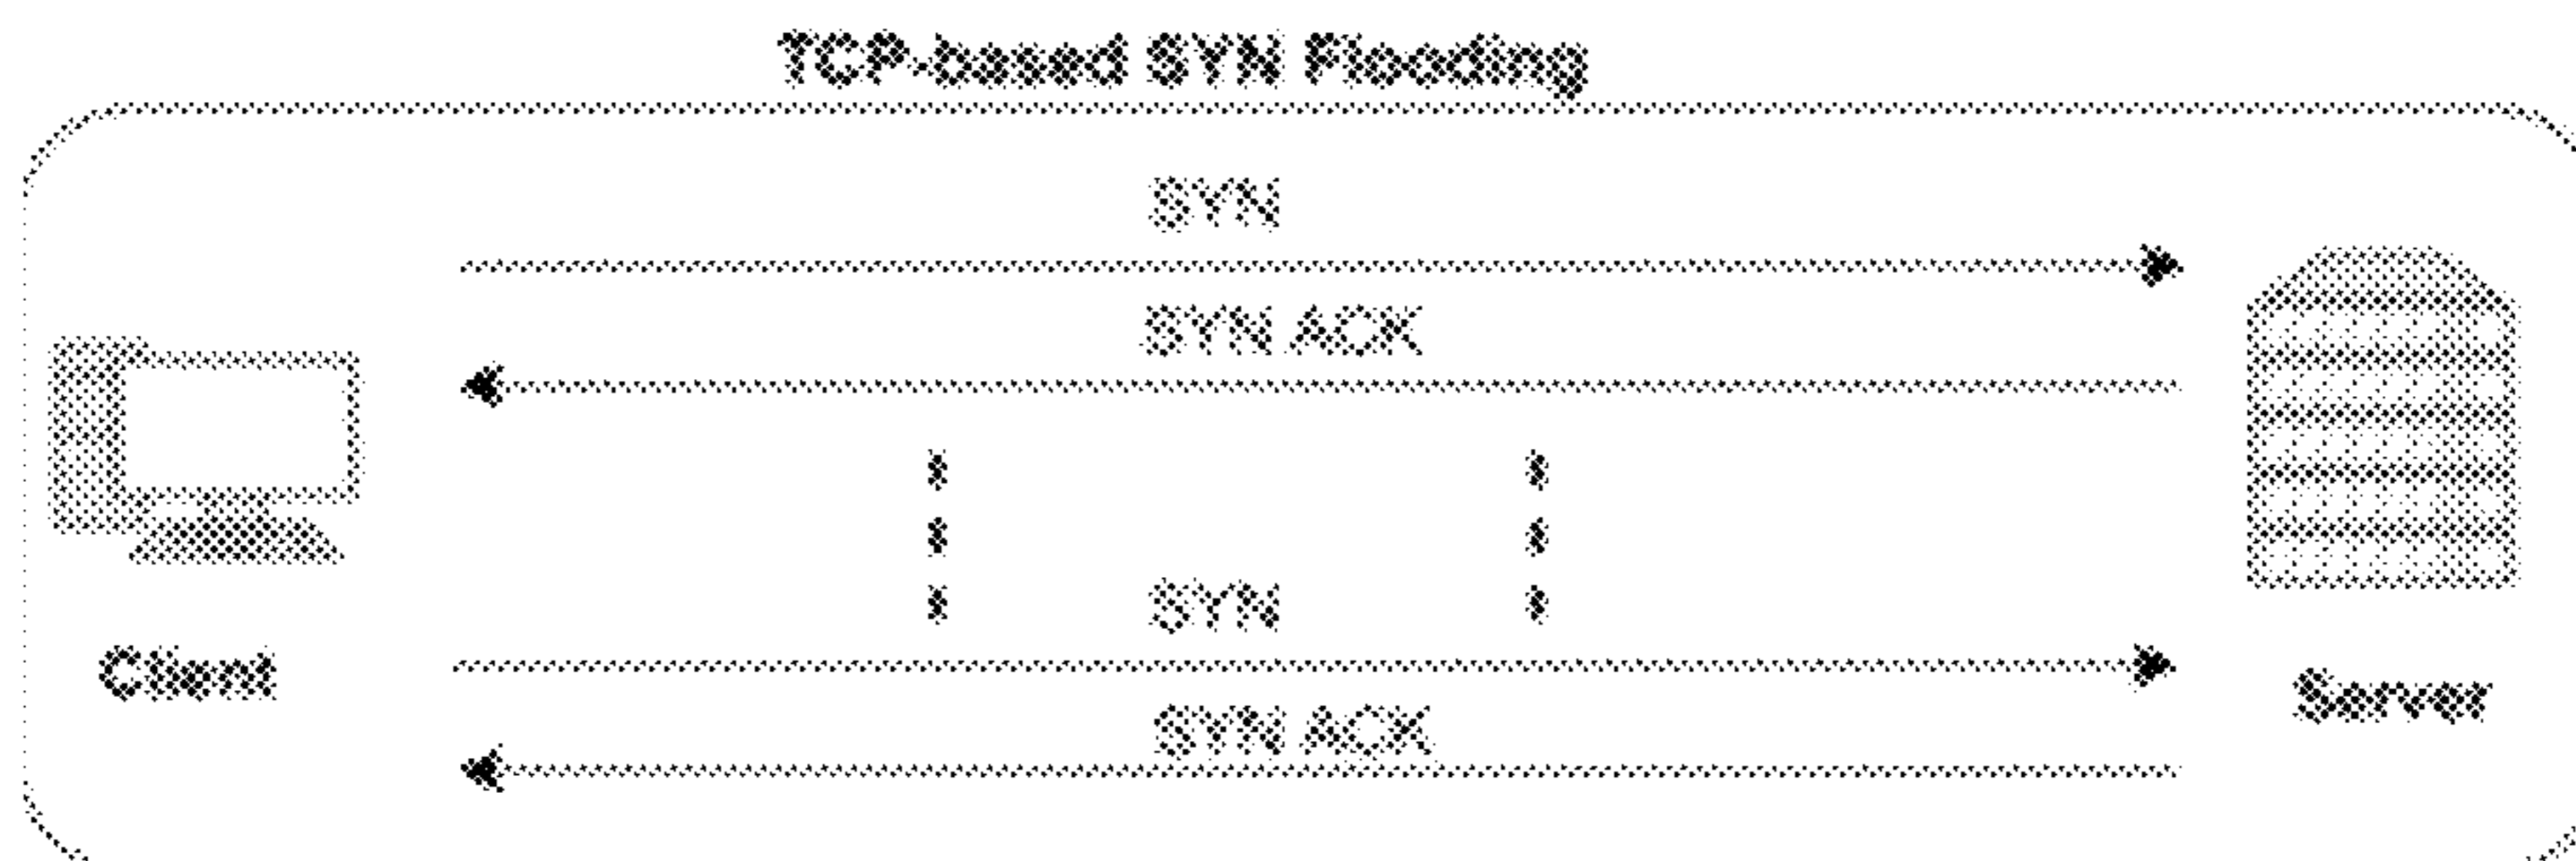 TCP-based SYN Flooding
SYN
SYN ACK
SYN
Client
Server
SYN ACK